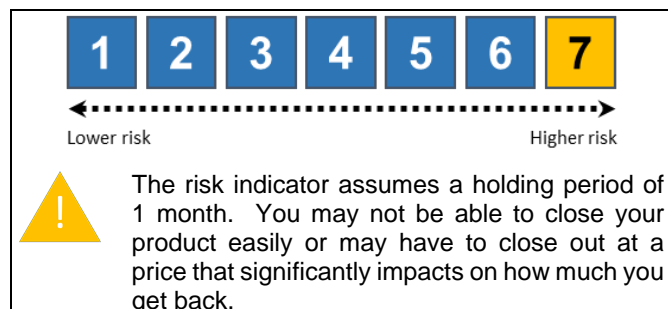 1 2 3 4 5 6 7
Lower risk Higher risk
!
The risk indicator assumes a holding period of
1 month. You may not be able to close your
product easily or may have to close out at a
price that significantly impacts on how much you
get back.